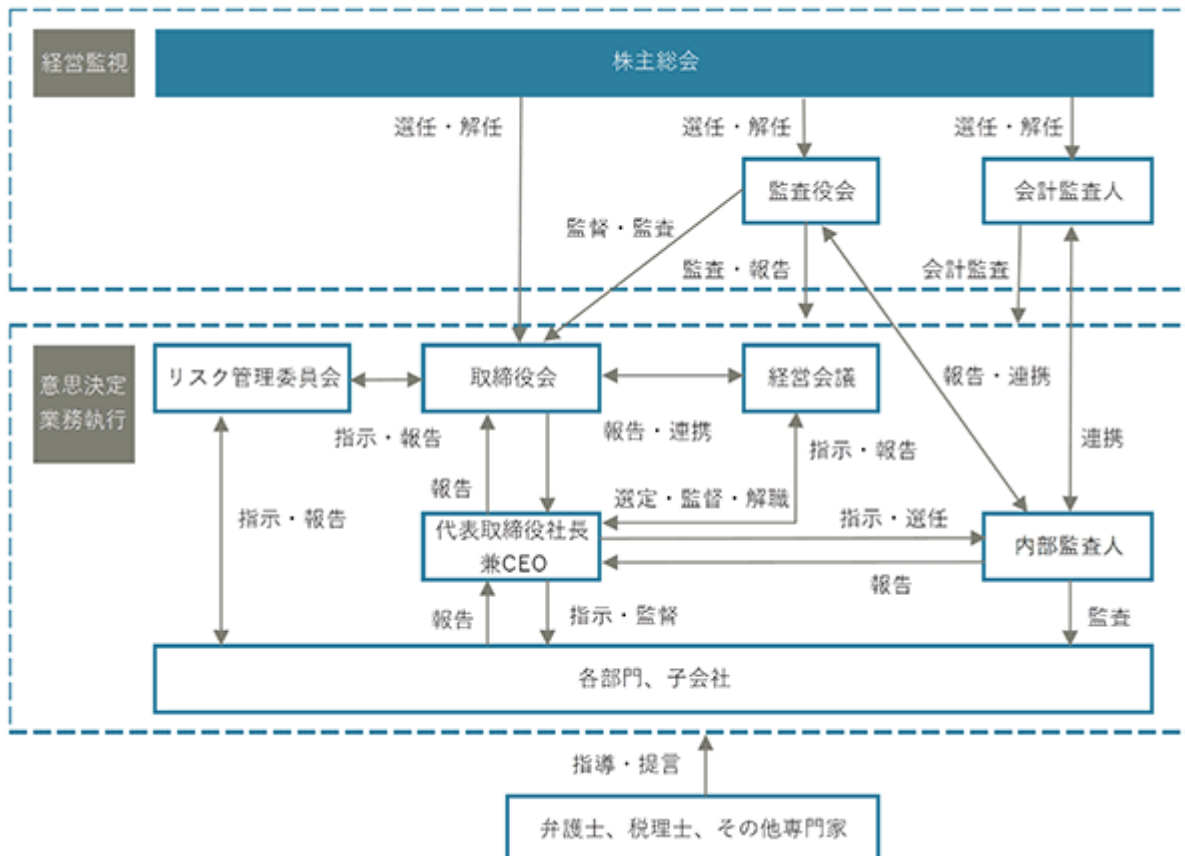 経営監視
株主総会
選任・解任
選任・解任
選任・解任
監査役会
会計監査人
監督・監査
監査・報告
会計監査
意思決定
業務執行
リスク管理委員会
取締役会
経営会議
報告・連携
指示・報告
報告・連携
指示・報告
連携
報告
選定・監督・解職
指示・報告
指示・選任
代表取締役社長
兼CEO
内部監査人
報告
報告
指示・監督
監査
各部門、子会社
指導・提言
弁護士、税理士、その他専門家